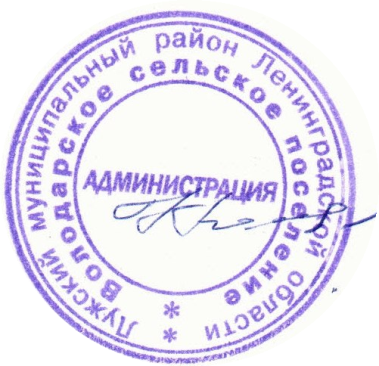 Лужский муниципальный район Ленинградской области
Володарское сельское поселение
АДМИНИСТРАЦИЯ
* *